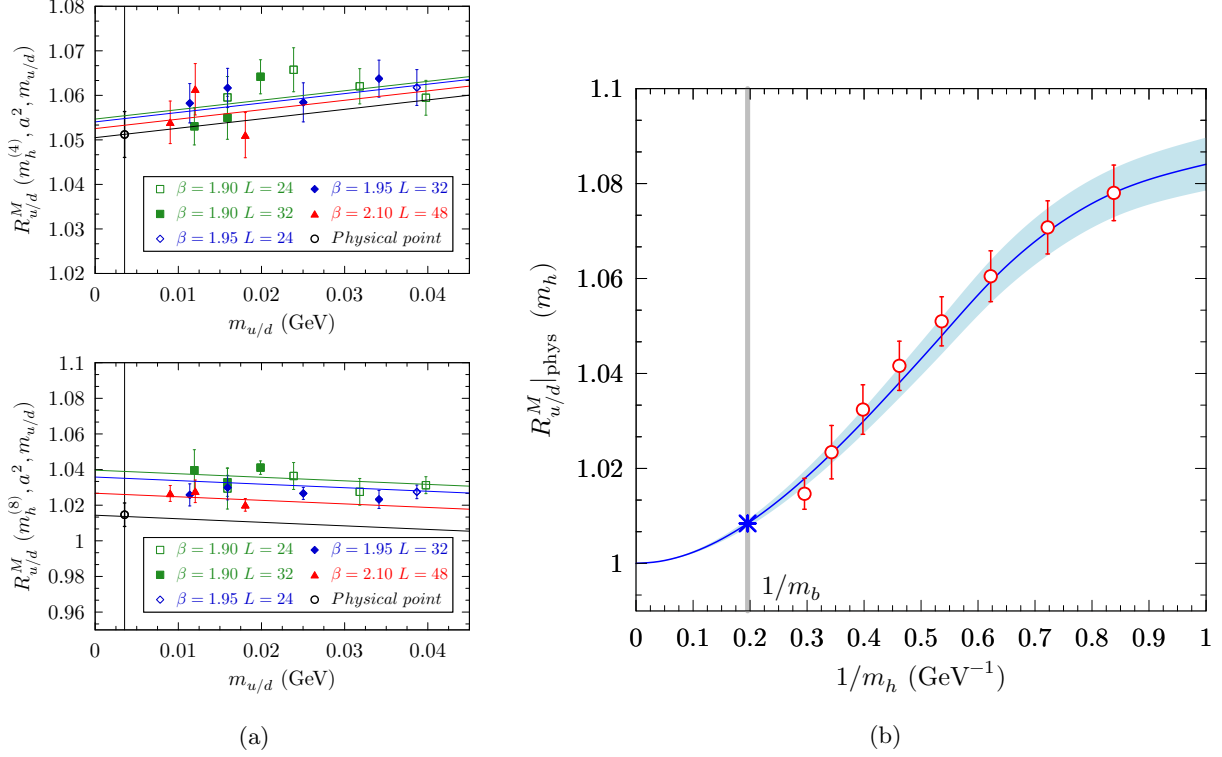 1.08
1.07
1.06
1.05
1.04
1.03
1.02
R^M_{u/d} (m_h^{(4)}, a^2, m_{u/d})
β = 1.90 L = 24
β = 1.90 L = 32
β = 1.95 L = 24
β = 1.95 L = 32
β = 2.10 L = 48
Physical point
0 0.01 0.02 0.03 0.04
m_{u/d} (GeV)
1.1
1.08
1.06
1.04
1.02
1
0.98
0.96
R^M_{u/d} (m_h^{(8)}, a^2, m_{u/d})
β = 1.90 L = 24
β = 1.90 L = 32
β = 1.95 L = 24
β = 1.95 L = 32
β = 2.10 L = 48
Physical point
0 0.01 0.02 0.03 0.04
m_{u/d} (GeV)
(a)
1.1
1.08
1.06
1.04
1.02
1
R^M_{u/d}|_{phys} (m_h)
1/m_b
0 0.1 0.2 0.3 0.4 0.5 0.6 0.7 0.8 0.9 1
1/m_h (GeV^{−1})
(b)